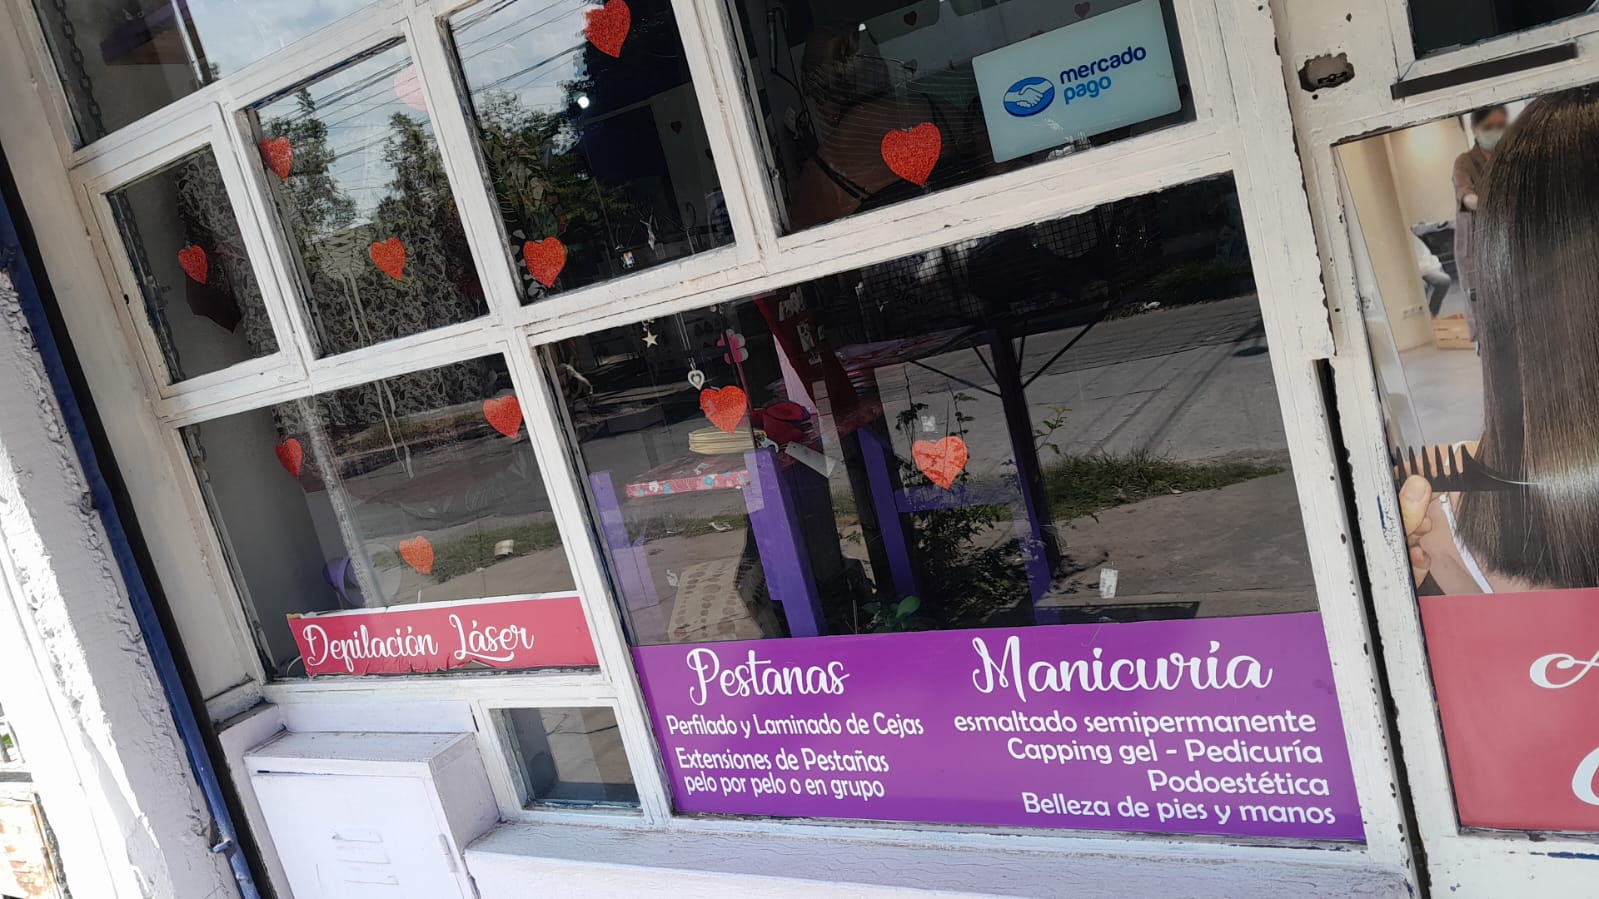 mercado
pago
Depilación Láser
Pestanas
Perfilado y Laminado de Cejas
Extensiones de Pestañas
pelo por pelo o en grupo
Manicuría
esmaltado semipermanente
Capping gel - Pedicuría
Podoestética
Belleza de pies y manos